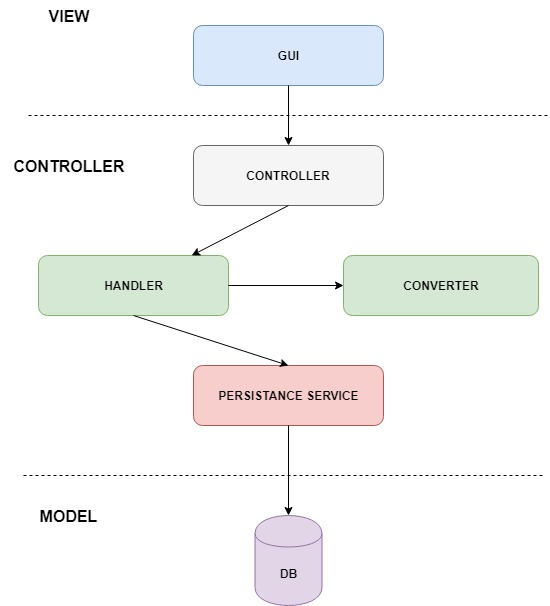 VIEW
GUI
CONTROLLER
CONTROLLER
HANDLER
CONVERTER
PERSISTANCE SERVICE
MODEL
DB